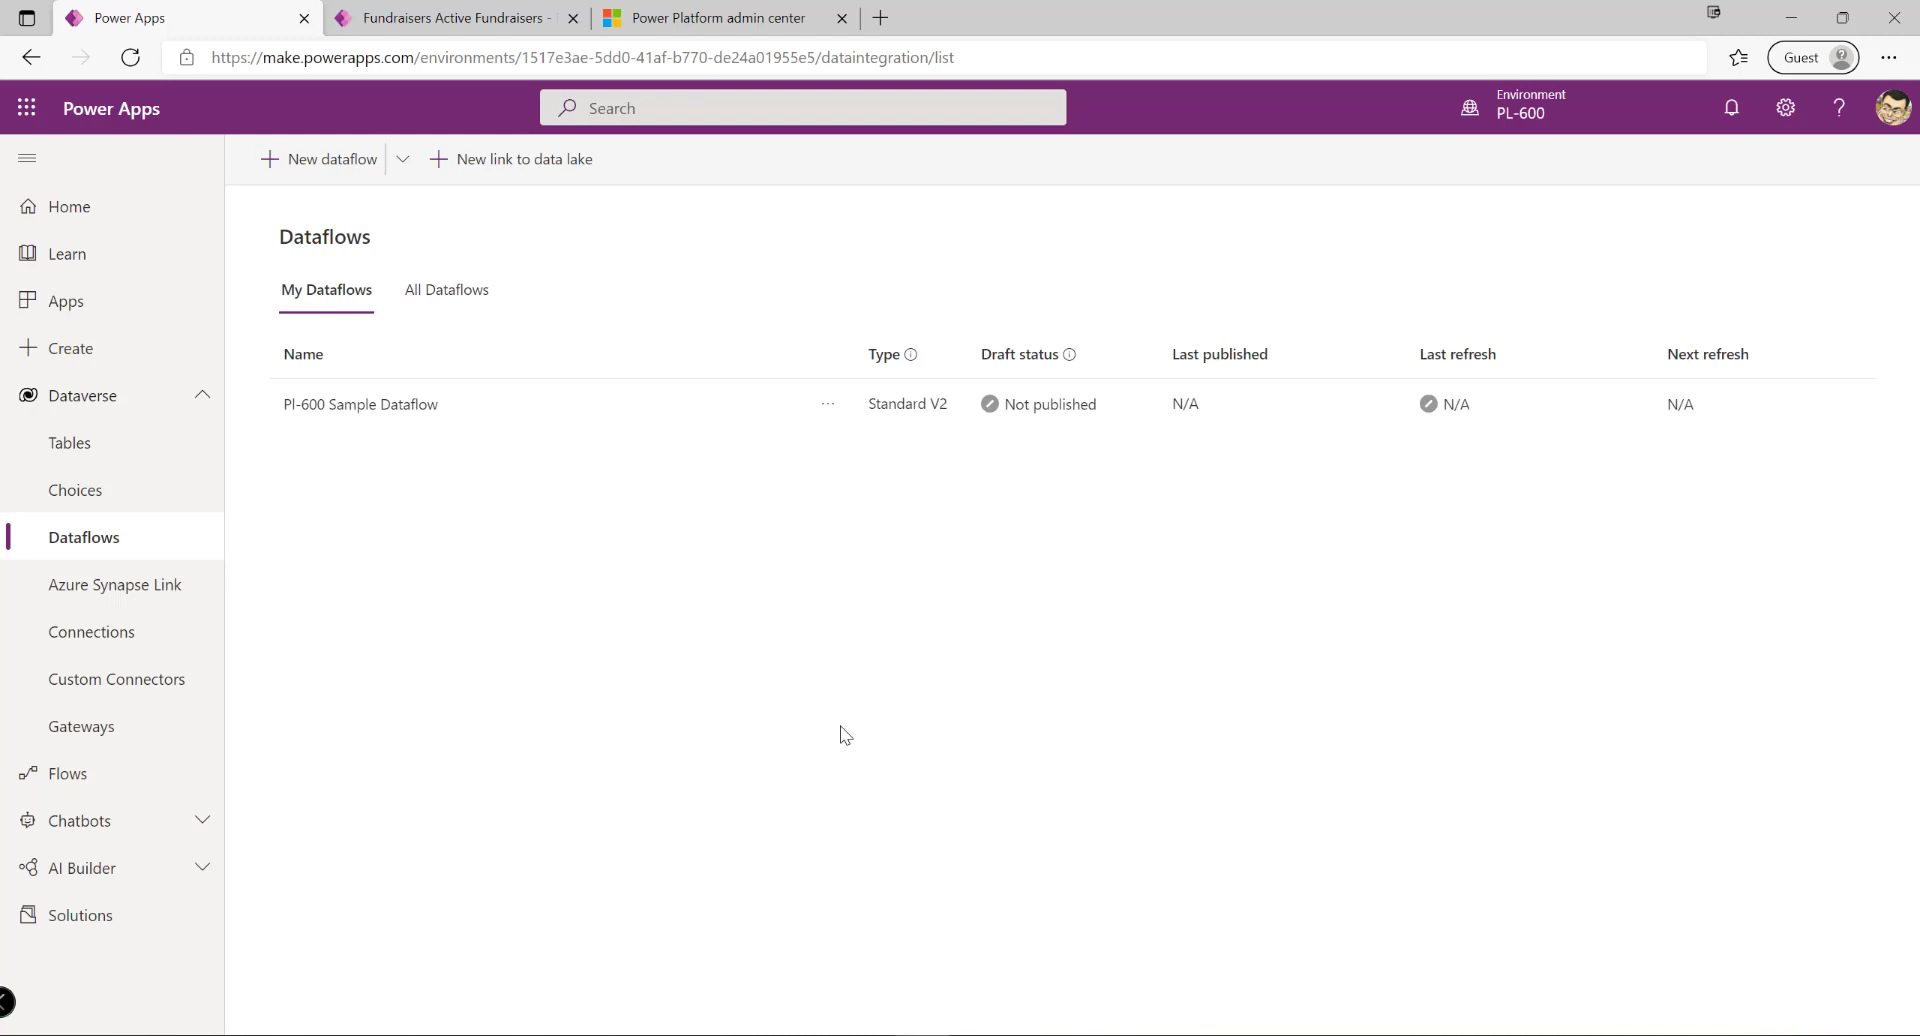 Power Apps
Fundraisers Active Fundraisers -
Power Platform admin center
https://make.powerapps.com/environments/1517e3ae-5dd0-41af-b770-de24a01955e5/dataintegration/list
Guest
Power Apps
Search
Environment
PL-600
New dataflow
New link to data lake
Home
Learn
Apps
Create
Dataverse
Tables
Choices
Dataflows
Azure Synapse Link
Connections
Custom Connectors
Gateways
Flows
Chatbots
AI Builder
Solutions
Dataflows
My Dataflows All Dataflows
Name Type Draft status Last published Last refresh Next refresh
Pl-600 Sample Dataflow ··· Standard V2 Not published N/A N/A N/A